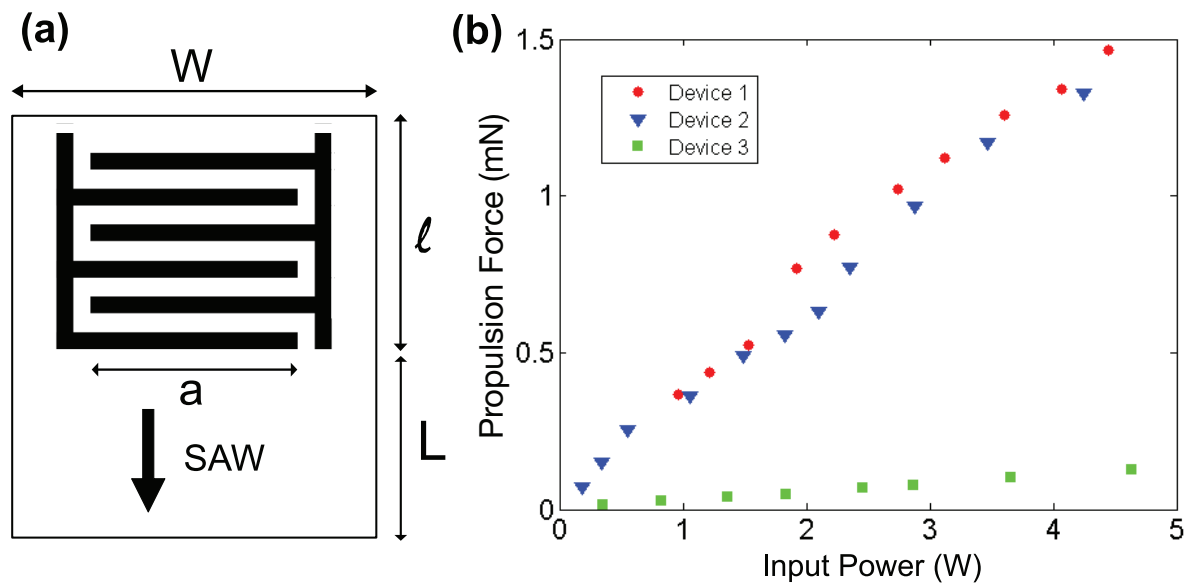 (a)
W
ℓ
a
L
SAW
(b)
Propulsion Force (mN)
1.5
1
0.5
0
Device 1
Device 2
Device 3
0 1 2 3 4 5
Input Power (W)